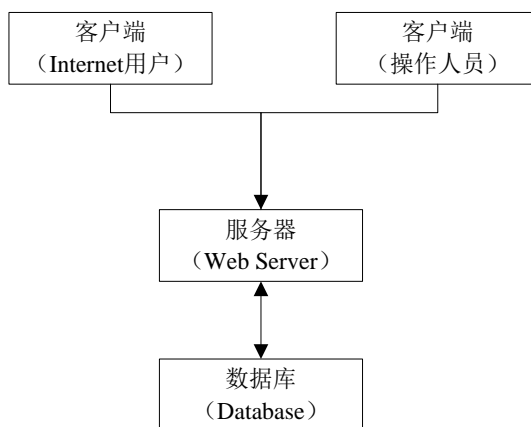 客户端
（Internet用户）
客户端
（操作人员）
服务器
（Web Server）
数据库
（Database）